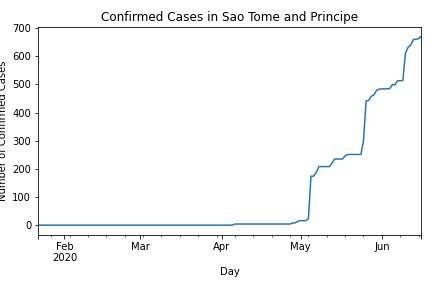 Confirmed Cases in Sao Tome and Principe
Number of Confirmed Cases
700
600
500
400
300
200
100
0
Feb
2020
Mar
Apr
May
Jun
Day